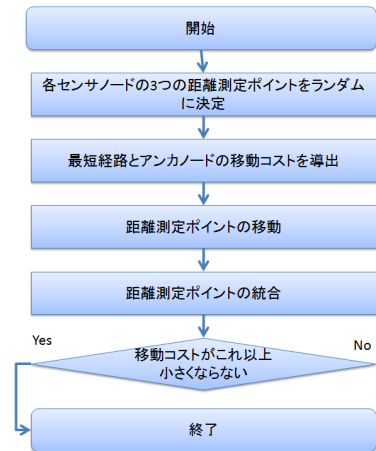 開始
各センサノードの3つの距離測定ポイントをランダム
に決定
最短経路とアンカノードの移動コストを導出
距離測定ポイントの移動
距離測定ポイントの統合
Yes
移動コストがこれ以上
小さくならない
No
終了